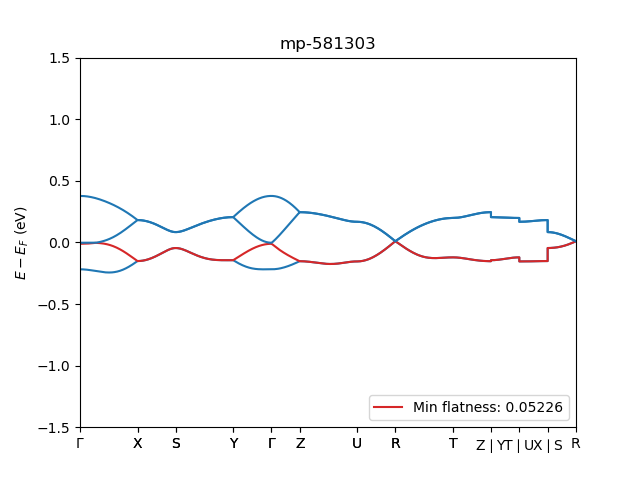 mp-581303
1.5
1.0
0.5
0.0
−0.5
−1.0
−1.5
E − E_F (eV)
Min flatness: 0.05226
Γ X S Y Γ Z U R T Z | YT | UX | S R